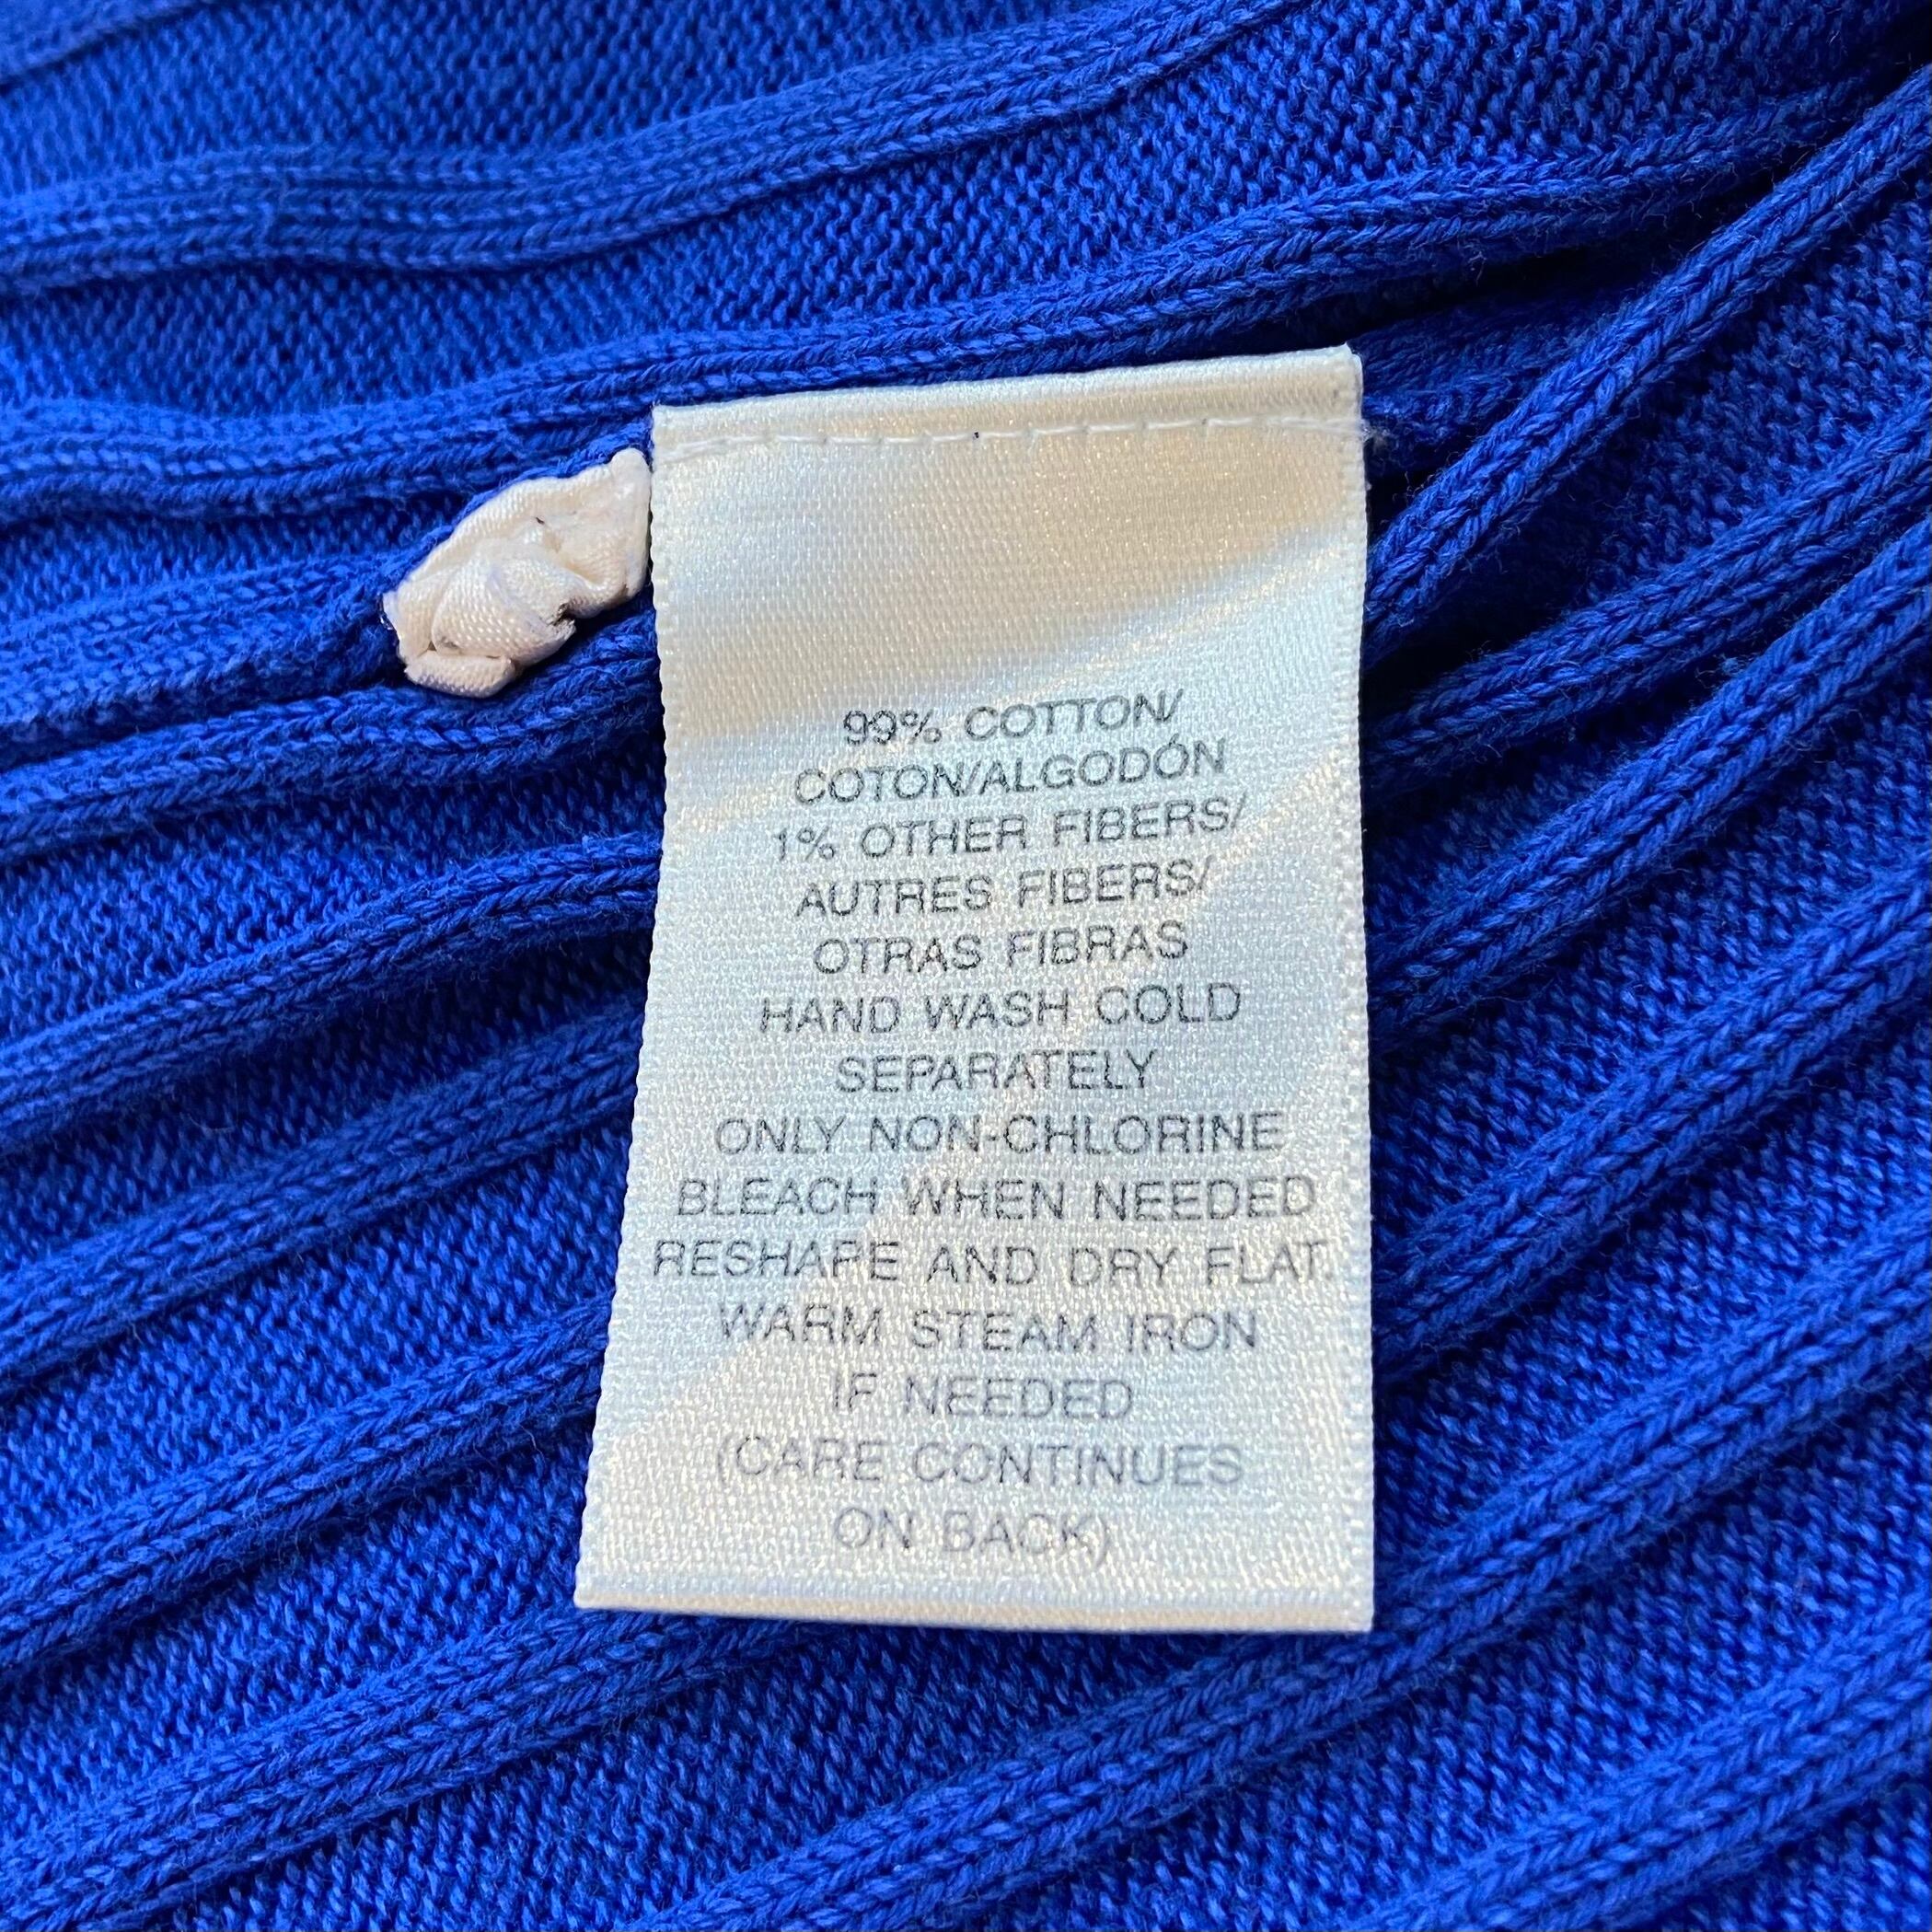 99% COTTON/
COTON/ALGODÓN
1% OTHER FIBERS/
AUTRES FIBERS/
OTRAS FIBRAS
HAND WASH COLD
SEPARATELY
ONLY NON-CHLORINE
BLEACH WHEN NEEDED
RESHAPE AND DRY FLAT.
WARM STEAM IRON
IF NEEDED
(CARE CONTINUES
ON BACK)